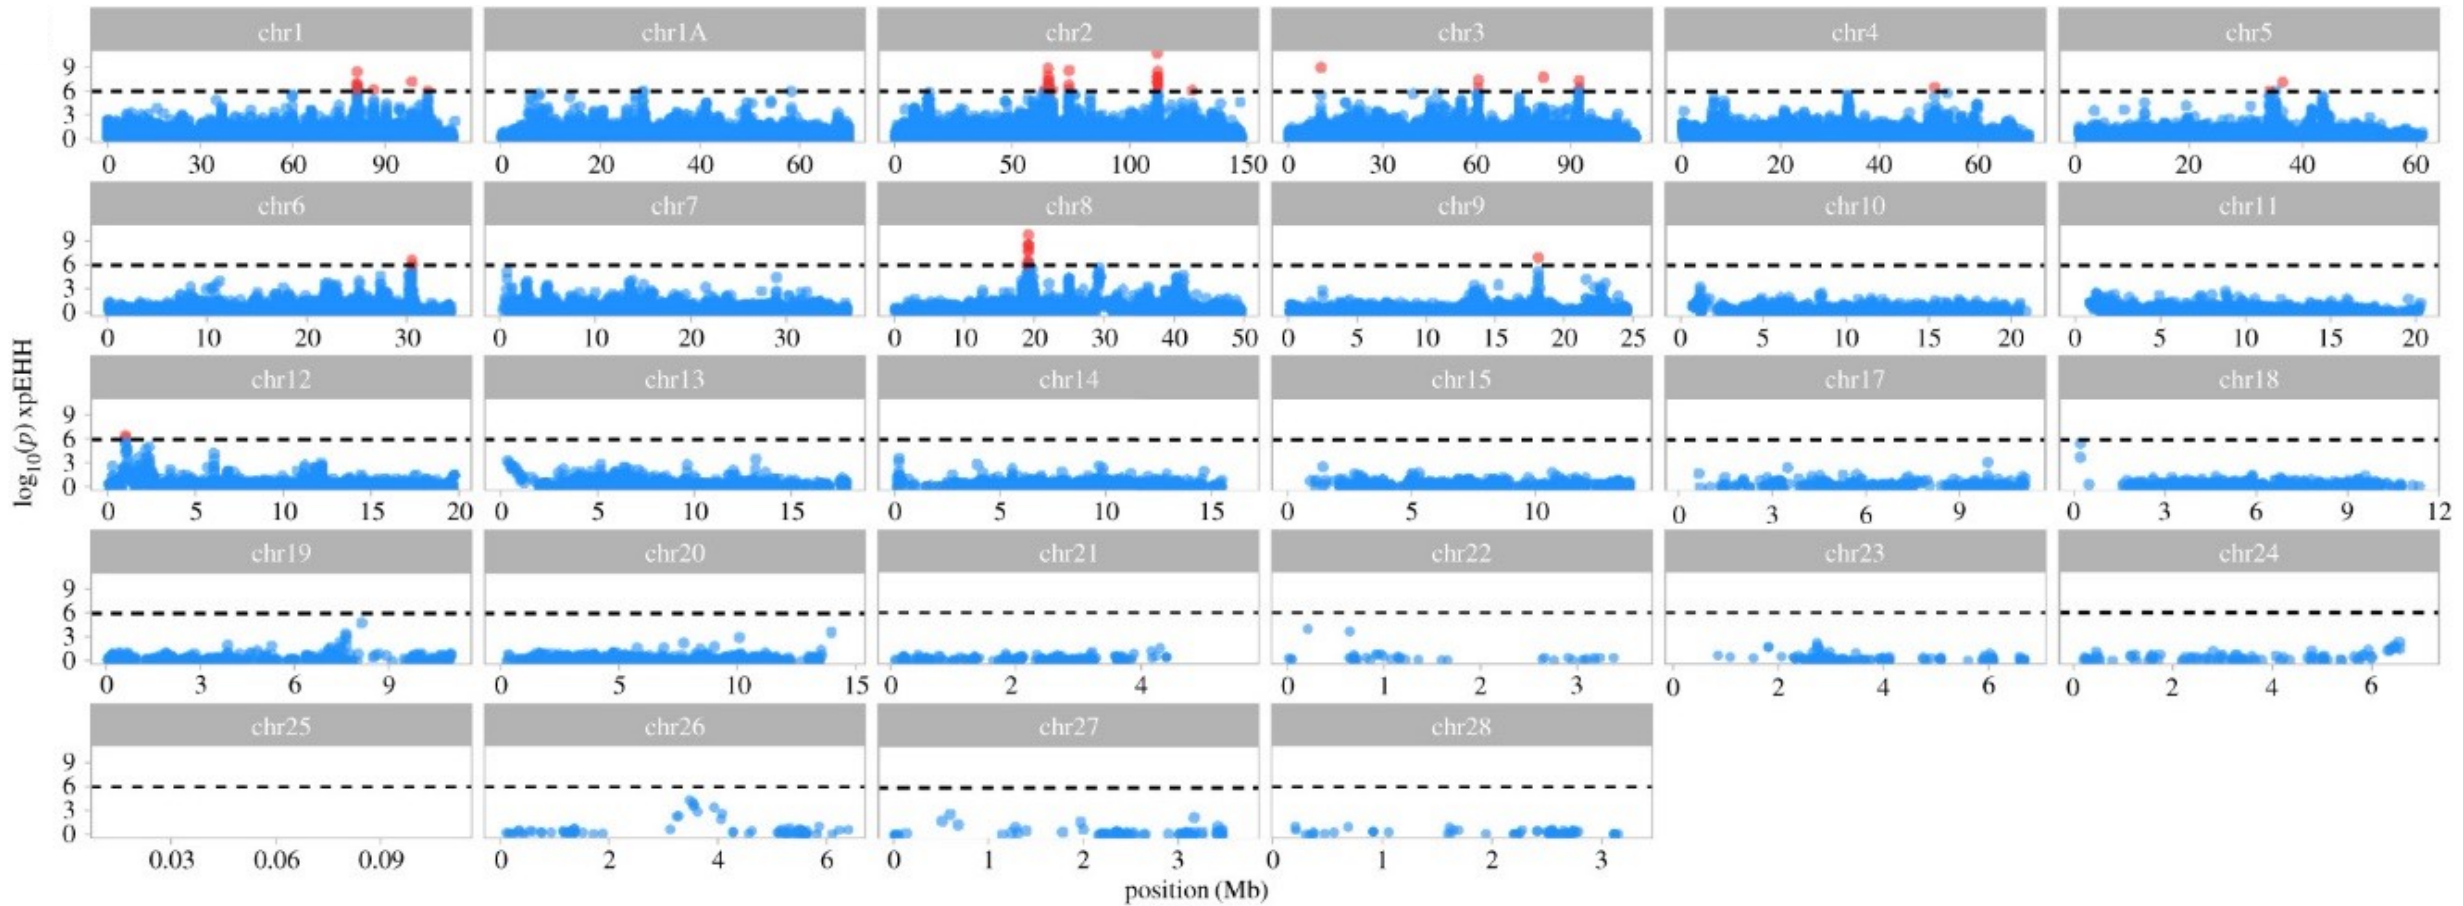 chr1 chr1A chr2 chr3 chr4 chr5
9
6
3
0
0 30 60 90 0 20 40 60 0 50 100 150 0 30 60 90 0 20 40 60 0 20 40 60
chr6 chr7 chr8 chr9 chr10 chr11
9
6
3
0
0 10 20 30 0 10 20 30 0 10 20 30 40 50 0 5 10 15 20 25 0 5 10 15 20 0 5 10 15 20
log10(p) xpEHH
chr12 chr13 chr14 chr15 chr17 chr18
9
6
3
0
0 5 10 15 20 0 5 10 15 0 5 10 15 0 5 10 0 3 6 9 0 3 6 9 12
chr19 chr20 chr21 chr22 chr23 chr24
9
6
3
0
0 3 6 9 0 5 10 15 0 2 4 0 1 2 3 0 2 4 6 0 2 4 6
chr25 chr26 chr27 chr28
9
6
3
0
0.03 0.06 0.09 0 2 4 6 0 1 2 3 0 1 2 3
position (Mb)